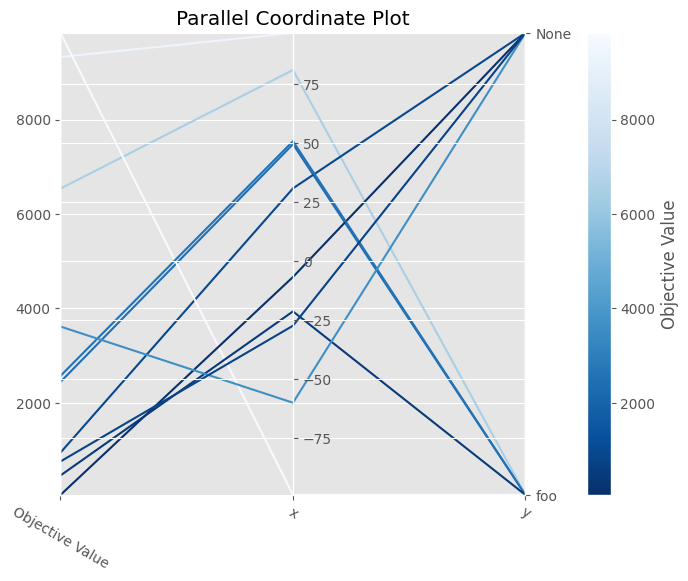 Parallel Coordinate Plot
8000
6000
4000
2000
75
50
25
0
−25
−50
−75
None
foo
8000
6000
4000
2000
Objective Value
Objective Value
x
y